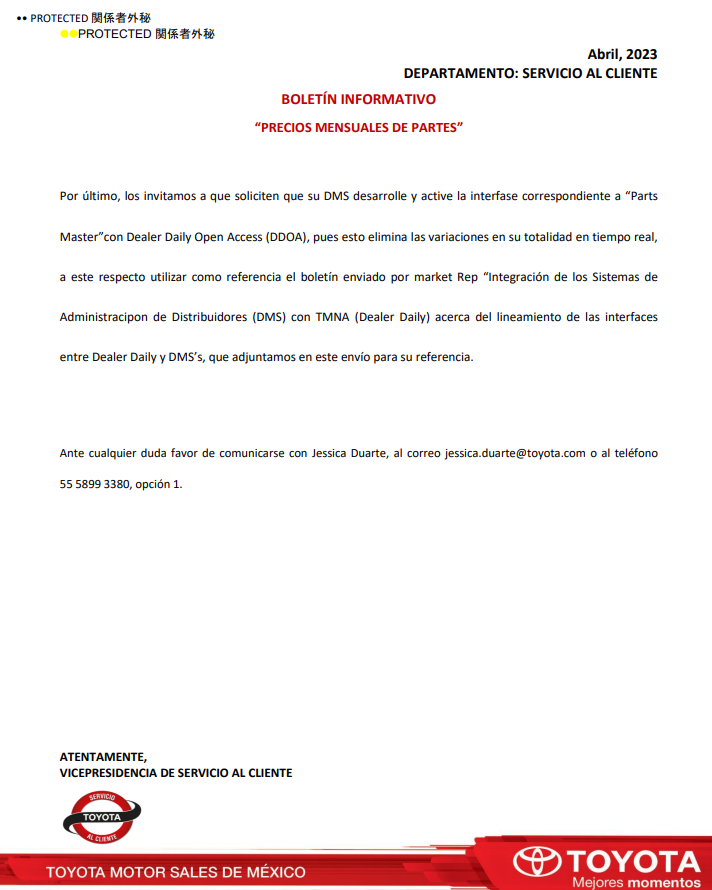 •• PROTECTED 関係者外秘
●●PROTECTED 関係者外秘
Abril, 2023
DEPARTAMENTO: SERVICIO AL CLIENTE
BOLETÍN INFORMATIVO
“PRECIOS MENSUALES DE PARTES”
Por último, los invitamos a que soliciten que su DMS desarrolle y active la interfase correspondiente a “Parts
Master”con Dealer Daily Open Access (DDOA), pues esto elimina las variaciones en su totalidad en tiempo real,
a este respecto utilizar como referencia el boletín enviado por market Rep “Integración de los Sistemas de
Administracipon de Distribuidores (DMS) con TMNA (Dealer Daily) acerca del lineamiento de las interfaces
entre Dealer Daily y DMS’s, que adjuntamos en este envío para su referencia.
Ante cualquier duda favor de comunicarse con Jessica Duarte, al correo jessica.duarte@toyota.com o al teléfono
55 5899 3380, opción 1.
ATENTAMENTE,
VICEPRESIDENCIA DE SERVICIO AL CLIENTE
SERVICIO
TOYOTA
AL CLIENTE
TOYOTA MOTOR SALES DE MÉXICO
TOYOTA
Mejores momentos